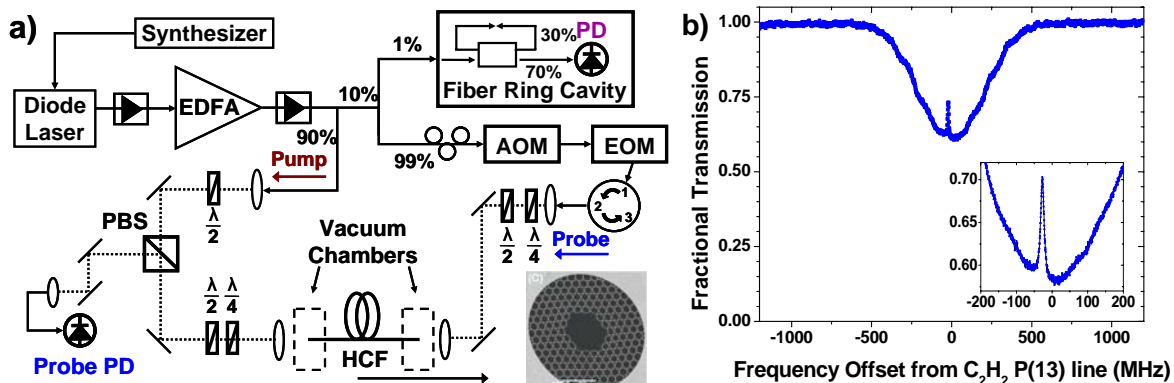 a)
Synthesizer
Diode
Laser
EDFA
1%
10%
90%
99%
30%
PD
70%
Fiber Ring Cavity
AOM
EOM
Pump
1
2
3
λ
2
PBS
Vacuum
Chambers
λ
2
λ
4
Probe
λ
2
λ
4
HCF
Probe PD
(C)
b)
Fractional Transmission
1.00
0.75
0.50
0.25
0.00
-1000
-500
0
500
1000
0.70
0.65
0.60
-200
-100
0
100
200
Frequency Offset from C₂H₂ P(13) line (MHz)